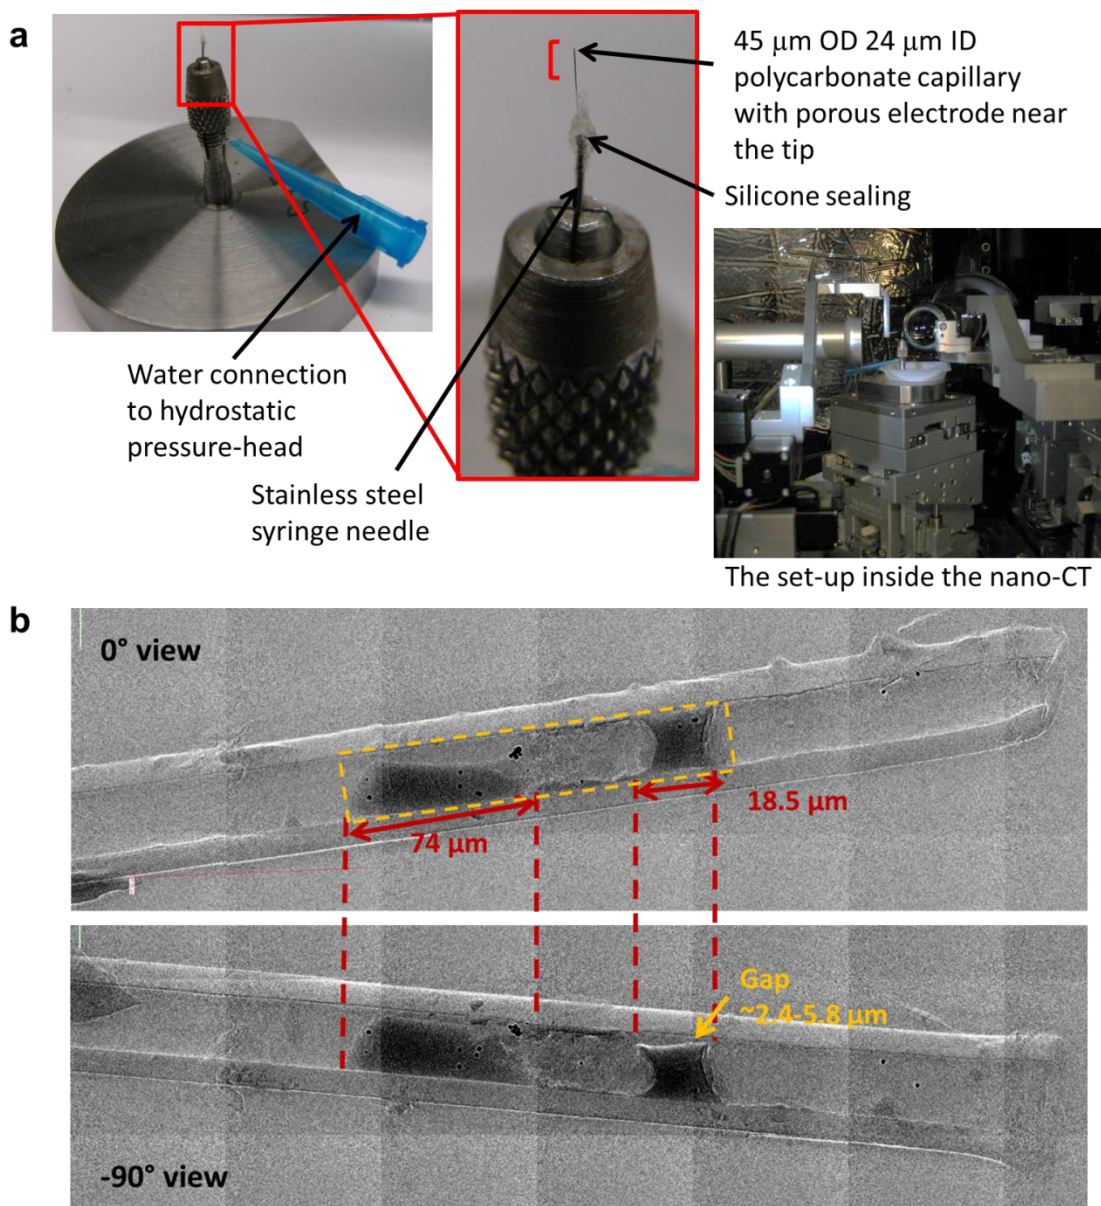 a
45 μm OD 24 μm ID
polycarbonate capillary
with porous electrode near
the tip
Silicone sealing
Water connection
to hydrostatic
pressure-head
Stainless steel
syringe needle
The set-up inside the nano-CT
b
0° view
74 μm
18.5 μm
Gap
~2.4-5.8 μm
-90° view